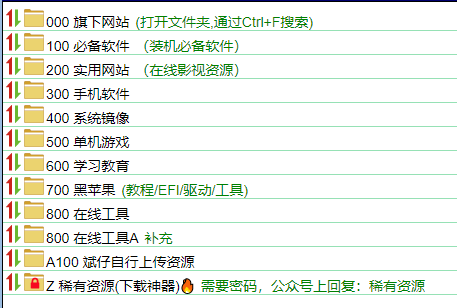 000 旗下网站 (打开文件夹,通过Ctrl+F搜索)
100 必备软件 （装机必备软件）
200 实用网站 （在线影视资源）
300 手机软件
400 系统镜像
500 单机游戏
600 学习教育
700 黑苹果 (教程/EFI/驱动/工具)
800 在线工具
800 在线工具A 补充
A100 斌仔自行上传资源
Z 稀有资源(下载神器)🔥 需要密码，公众号上回复：稀有资源